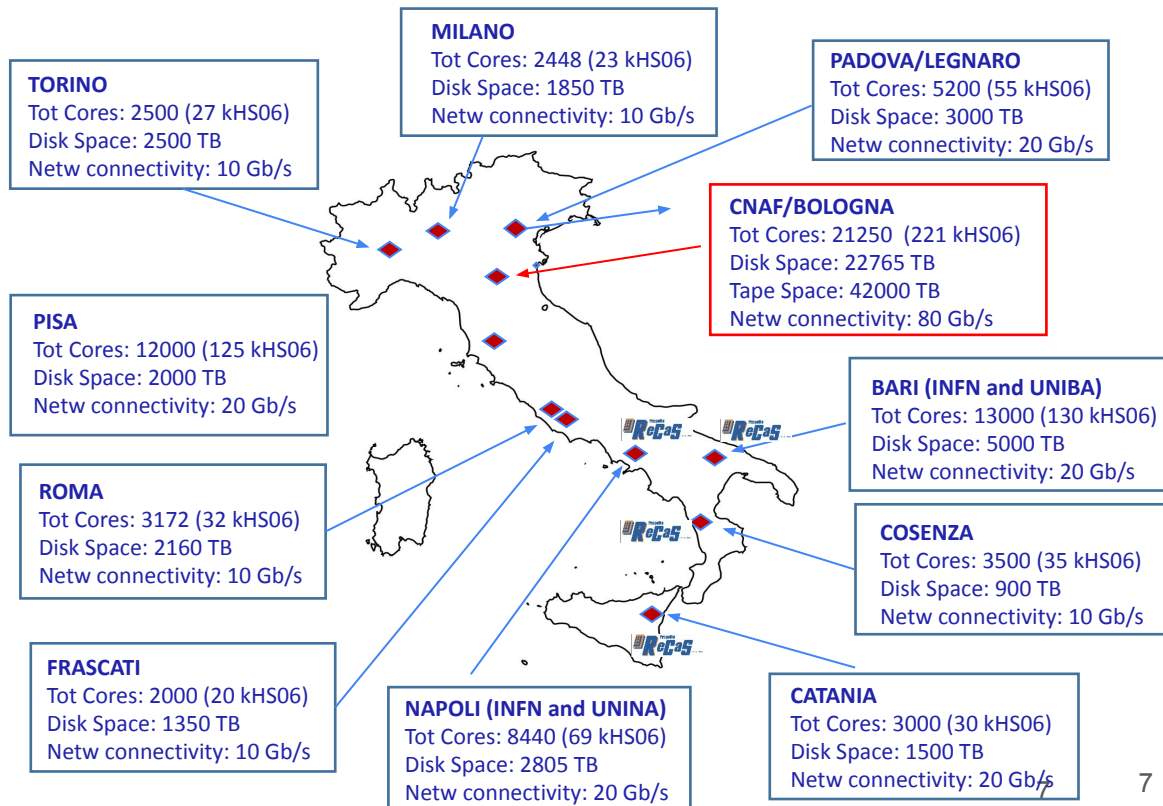 MILANO
Tot Cores: 2448 (23 kHS06)
Disk Space: 1850 TB
Netw connectivity: 10 Gb/s
PADOVA/LEGNARO
Tot Cores: 5200 (55 kHS06)
Disk Space: 3000 TB
Netw connectivity: 20 Gb/s
TORINO
Tot Cores: 2500 (27 kHS06)
Disk Space: 2500 TB
Netw connectivity: 10 Gb/s
CNAF/BOLOGNA
Tot Cores: 21250 (221 kHS06)
Disk Space: 22765 TB
Tape Space: 42000 TB
Netw connectivity: 80 Gb/s
PISA
Tot Cores: 12000 (125 kHS06)
Disk Space: 2000 TB
Netw connectivity: 20 Gb/s
BARI (INFN and UNIBA)
Tot Cores: 13000 (130 kHS06)
Disk Space: 5000 TB
Netw connectivity: 20 Gb/s
ReCaS
ReCaS
ROMA
Tot Cores: 3172 (32 kHS06)
Disk Space: 2160 TB
Netw connectivity: 10 Gb/s
ReCaS
COSENZA
Tot Cores: 3500 (35 kHS06)
Disk Space: 900 TB
Netw connectivity: 10 Gb/s
ReCaS
FRASCATI
Tot Cores: 2000 (20 kHS06)
Disk Space: 1350 TB
Netw connectivity: 10 Gb/s
NAPOLI (INFN and UNINA)
Tot Cores: 8440 (69 kHS06)
Disk Space: 2805 TB
Netw connectivity: 20 Gb/s
CATANIA
Tot Cores: 3000 (30 kHS06)
Disk Space: 1500 TB
Netw connectivity: 20 Gb/s
7
7